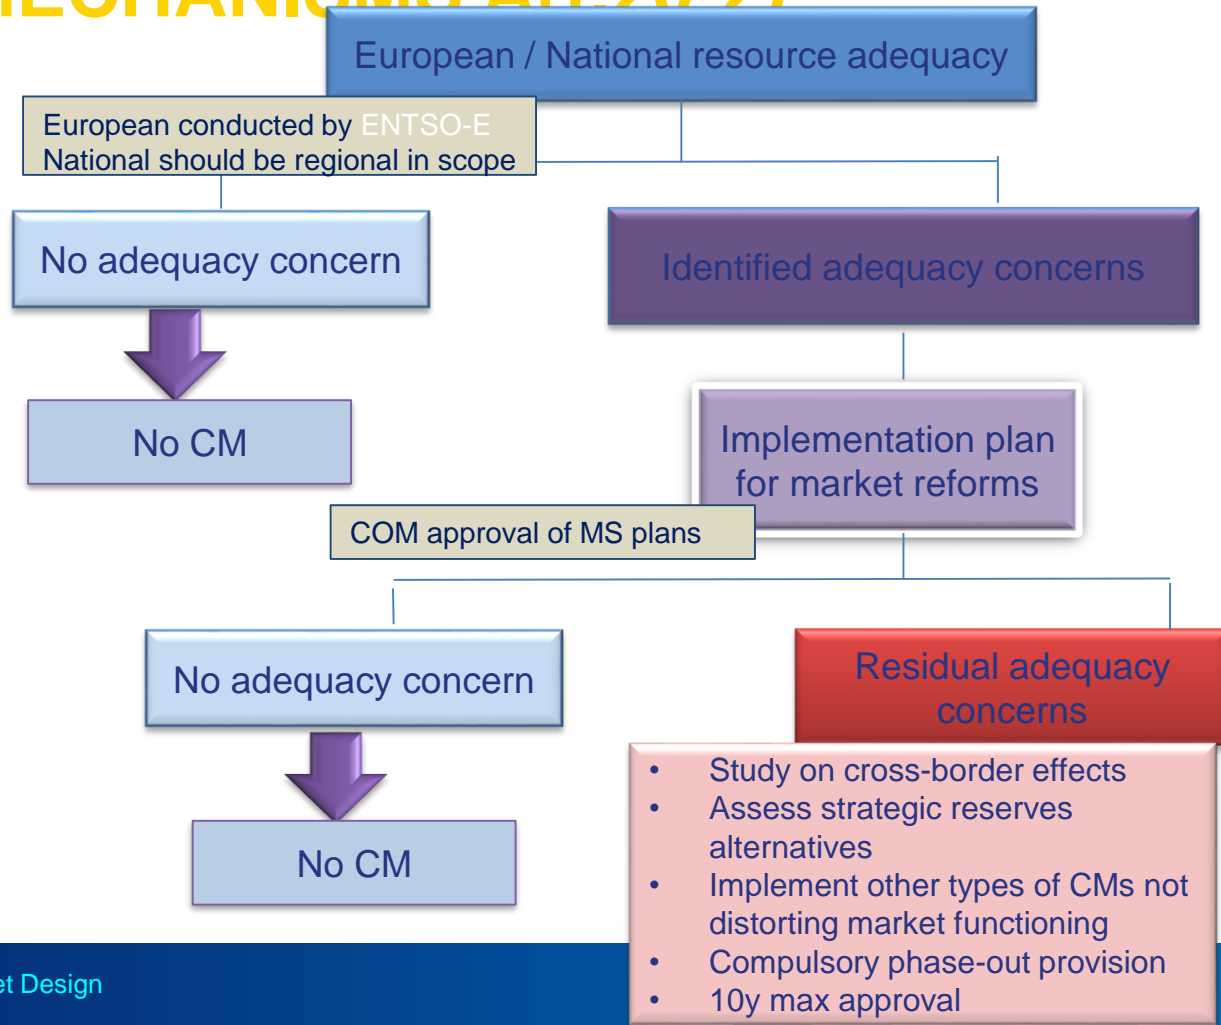 European / National resource adequacy
European conducted by ENTSO-E
National should be regional in scope
No adequacy concern
Identified adequacy concerns
No CM
Implementation plan
for market reforms
COM approval of MS plans
No adequacy concern
Residual adequacy
concerns
No CM
• Study on cross-border effects
• Assess strategic reserves
alternatives
• Implement other types of CMs not
distorting market functioning
• Compulsory phase-out provision
• 10y max approval
et Design